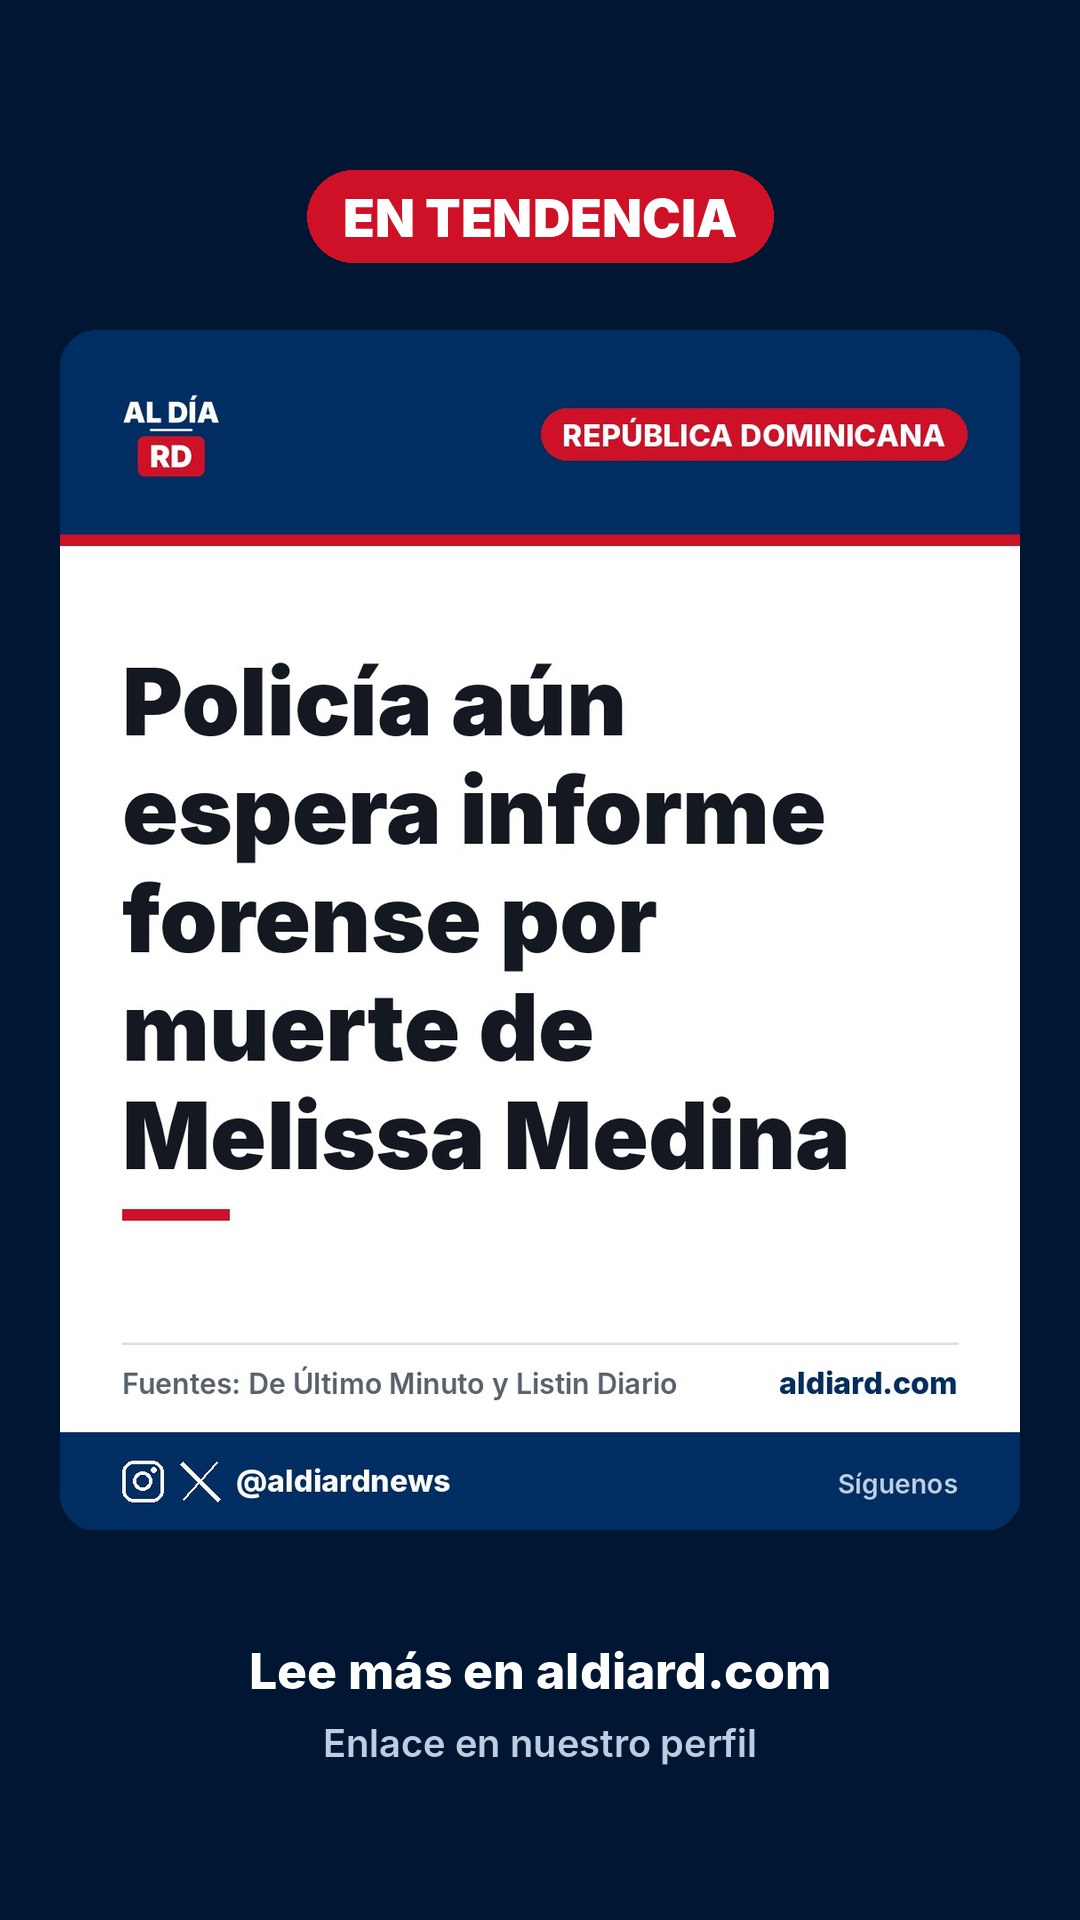 EN TENDENCIA
AL DÍA
RD
REPÚBLICA DOMINICANA
Policía aún
espera informe
forense por
muerte de
Melissa Medina
Fuentes: De Último Minuto y Listin Diario
aldiard.com
@aldiardnews
Síguenos
Lee más en aldiard.com
Enlace en nuestro perfil